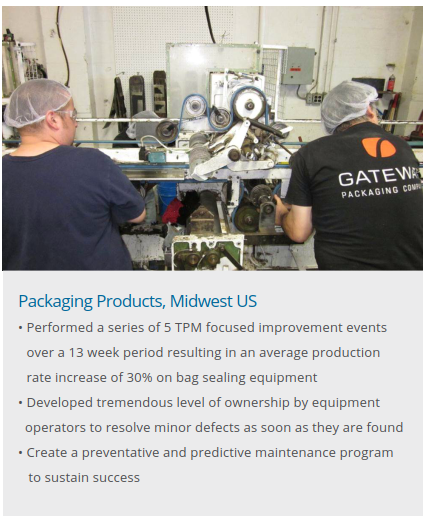 GATEWAY
PACKAGING COMPANY
Packaging Products, Midwest US
• Performed a series of 5 TPM focused improvement events
over a 13 week period resulting in an average production
rate increase of 30% on bag sealing equipment
• Developed tremendous level of ownership by equipment
operators to resolve minor defects as soon as they are found
• Create a preventative and predictive maintenance program
to sustain success